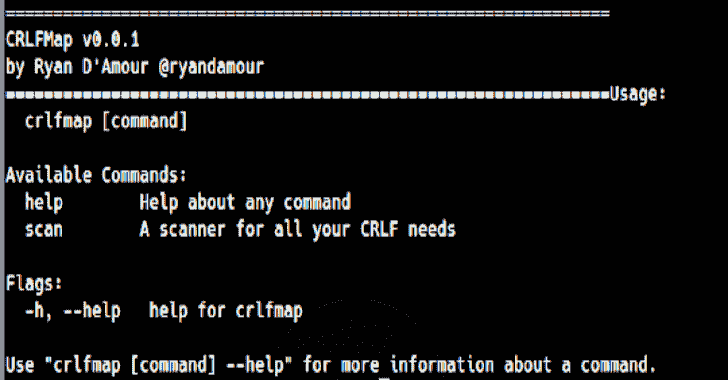 ============================================================
CRLFMap v0.0.1
by Ryan D'Amour @ryandamour
============================================================Usage:
crlfmap [command]
Available Commands:
help        Help about any command
scan        A scanner for all your CRLF needs
Flags:
-h, --help   help for crlfmap
Use "crlfmap [command] --help" for more information about a command.